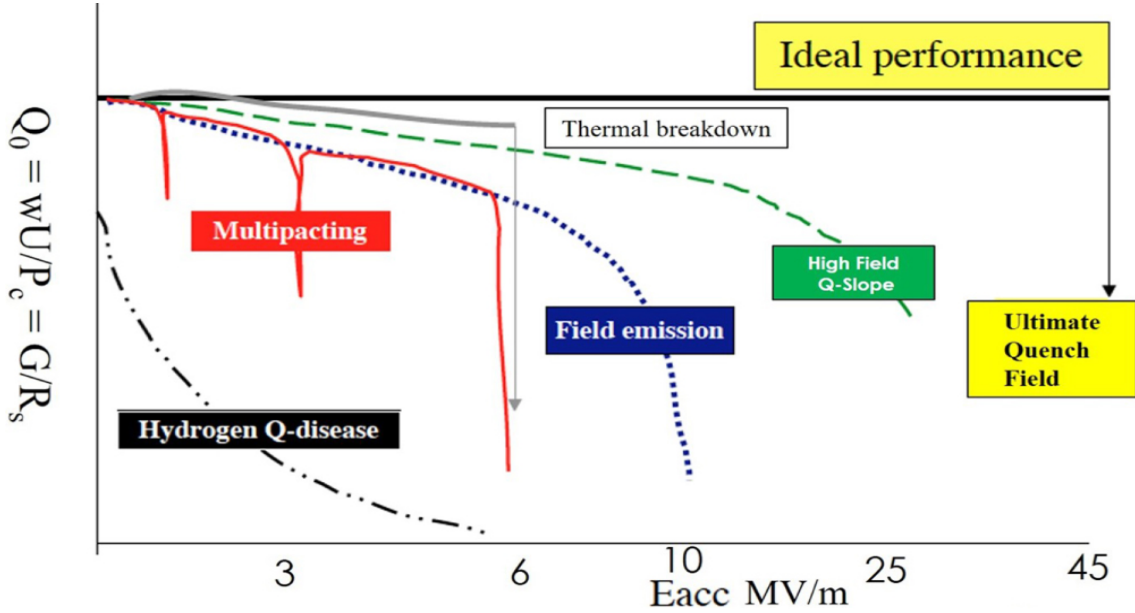 Ideal performance
Thermal breakdown
Q0 = wU/Pc = G/Rs
Multipacting
High Field
Q-Slope
Field emission
Ultimate
Quench
Field
Hydrogen Q-disease
3
6
10
25
45
Eacc MV/m